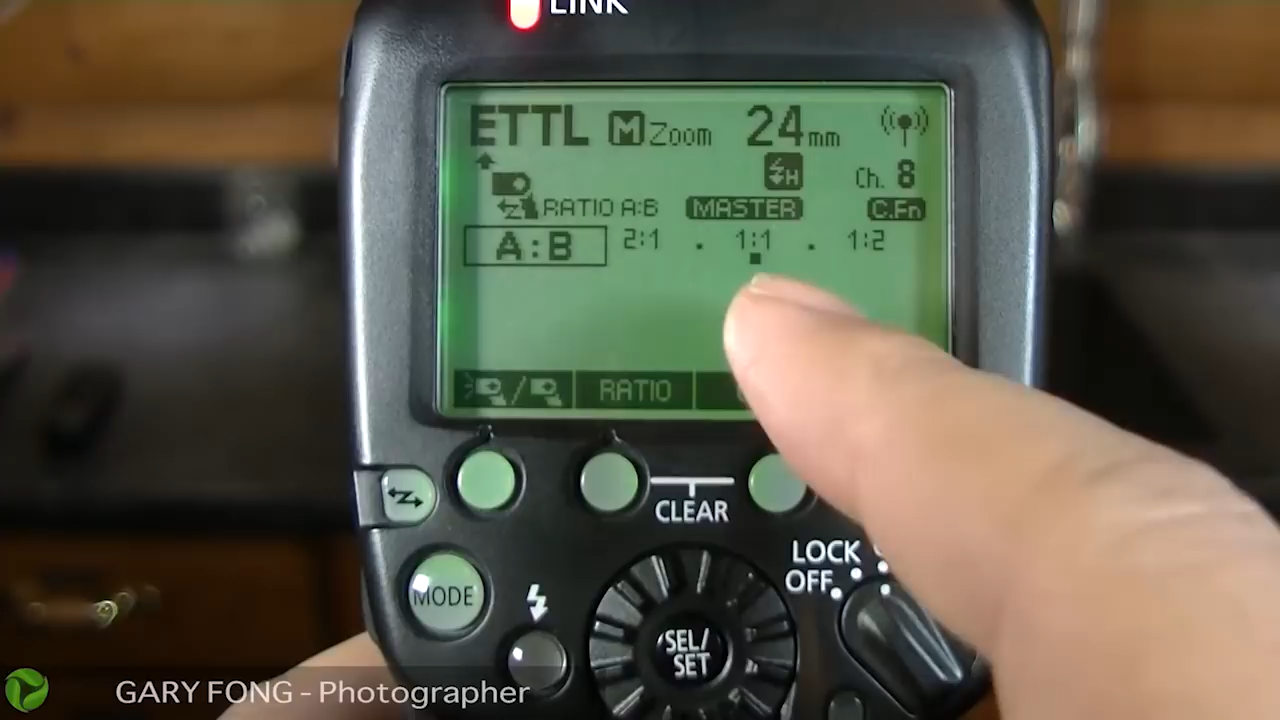 LINK
ETTL M Zoom 24mm
H Ch. 8
RATIO A:B MASTER C.Fn
A:B 2:1 . 1:1 . 1:2
RATIO
CLEAR
LOCK
OFF
MODE
SEL/
SET
GARY FONG - Photographer